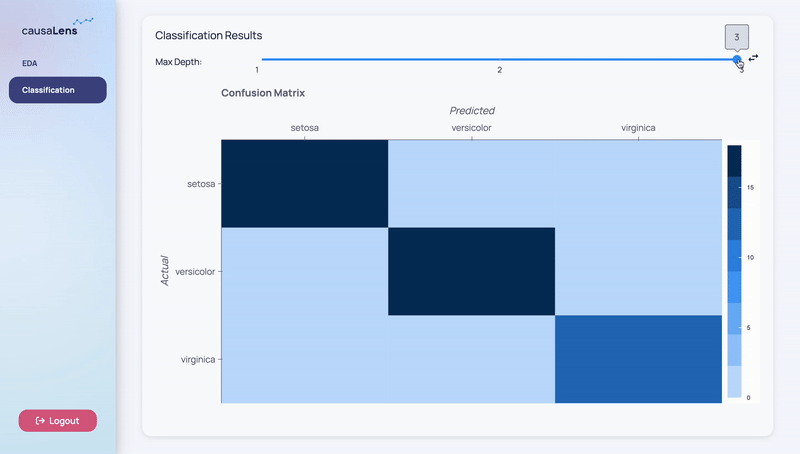 causaLens
EDA
Classification
Logout
Classification Results
3
Max Depth:
1
2
3
Confusion Matrix
Predicted
setosa
versicolor
virginica
Actual
setosa
versicolor
virginica
15
10
5
0